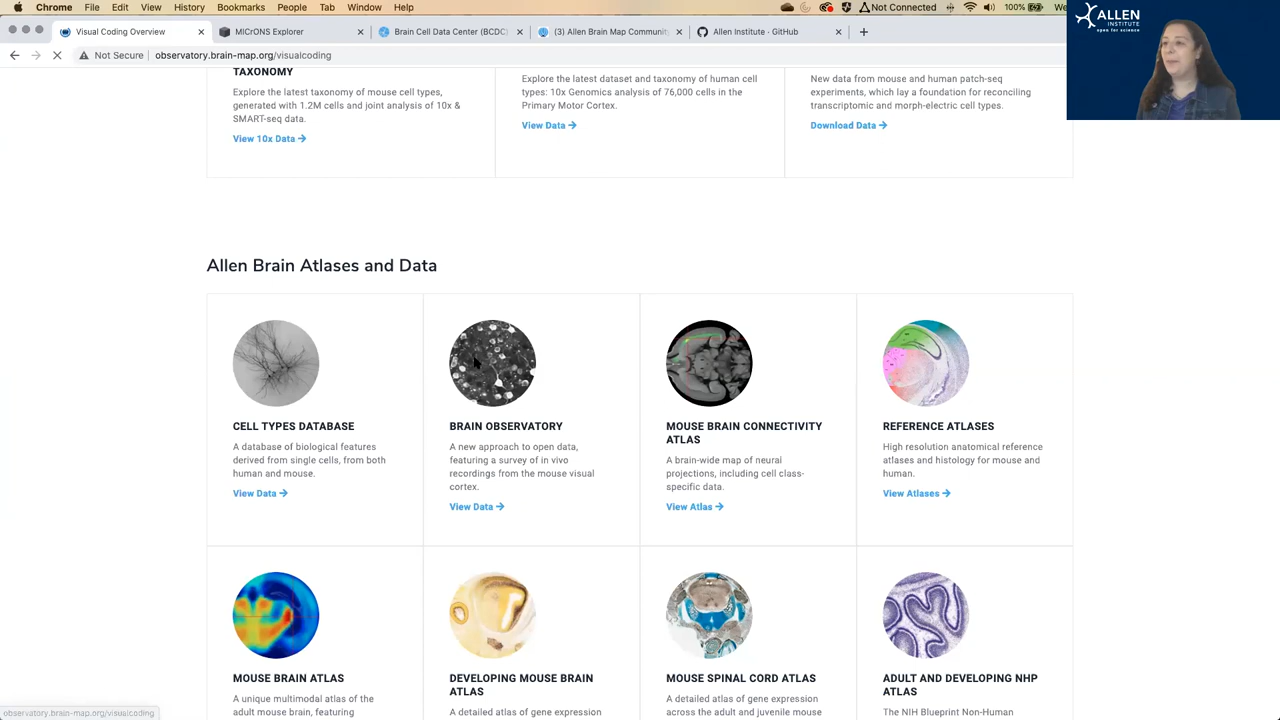 Chrome File Edit View History Bookmarks People Tab Window Help
Not Connected 100% We
Visual Coding Overview
MICrONS Explorer
Brain Cell Data Center (BCDC)
(3) Allen Brain Map Communit
Allen Institute · GitHub
Not Secure observatory.brain-map.org/visualcoding
ALLEN
INSTITUTE
open for science
TAXONOMY
Explore the latest taxonomy of mouse cell types,
generated with 1.2M cells and joint analysis of 10x &
SMART-seq data.
View 10x Data →
Explore the latest dataset and taxonomy of human cell
types: 10x Genomics analysis of 76,000 cells in the
Primary Motor Cortex.
View Data →
New data from mouse and human patch-seq
experiments, which lay a foundation for reconciling
transcriptomic and morph-electric cell types.
Download Data →
Allen Brain Atlases and Data
CELL TYPES DATABASE
A database of biological features
derived from single cells, from both
human and mouse.
View Data →
BRAIN OBSERVATORY
A new approach to open data,
featuring a survey of in vivo
recordings from the mouse visual
cortex.
View Data →
MOUSE BRAIN CONNECTIVITY
ATLAS
A brain-wide map of neural
projections, including cell class-
specific data.
View Atlas →
REFERENCE ATLASES
High resolution anatomical reference
atlases and histology for mouse and
human.
View Atlases →
MOUSE BRAIN ATLAS
A unique multimodal atlas of the
adult mouse brain, featuring
DEVELOPING MOUSE BRAIN
ATLAS
A detailed atlas of gene expression
MOUSE SPINAL CORD ATLAS
A detailed atlas of gene expression
across the adult and juvenile mouse
ADULT AND DEVELOPING NHP
ATLAS
The NIH Blueprint Non-Human
observatory.brain-map.org/visualcoding